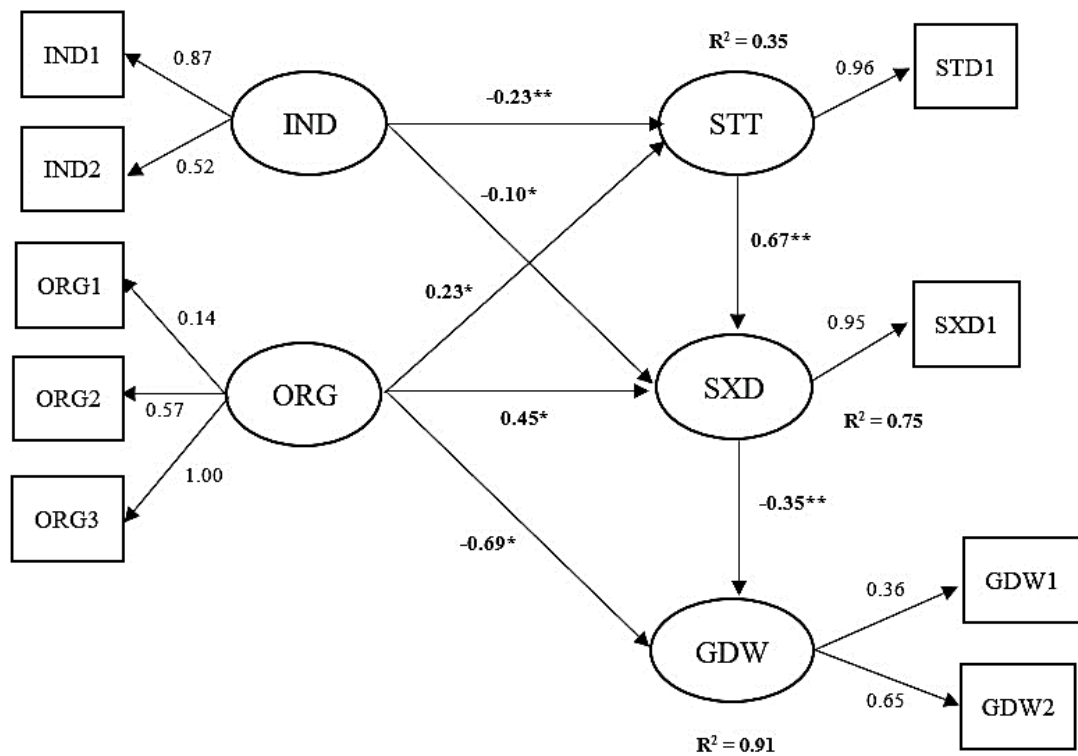 IND1
0.87
IND2
0.52
IND
-0.23**
R² = 0.35
STT
0.96
STD1
-0.10*
0.67**
0.23*
ORG1
0.14
ORG2
0.57
ORG3
1.00
ORG
0.45*
SXD
0.95
SXD1
R² = 0.75
-0.35**
-0.69*
GDW
0.36
GDW1
0.65
GDW2
R² = 0.91